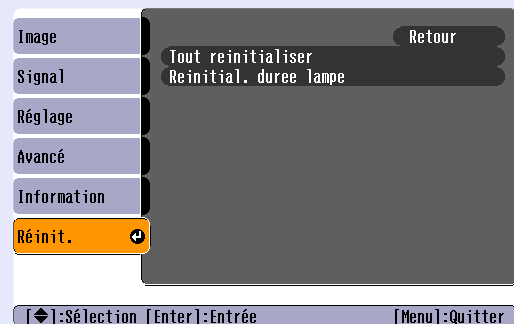 Image
Signal
Réglage
Avancé
Information
Réinit.
Retour
Tout reinitialiser
Reinitial. duree lampe
[◆]:Sélection [Enter]:Entrée [Menu]:Quitter